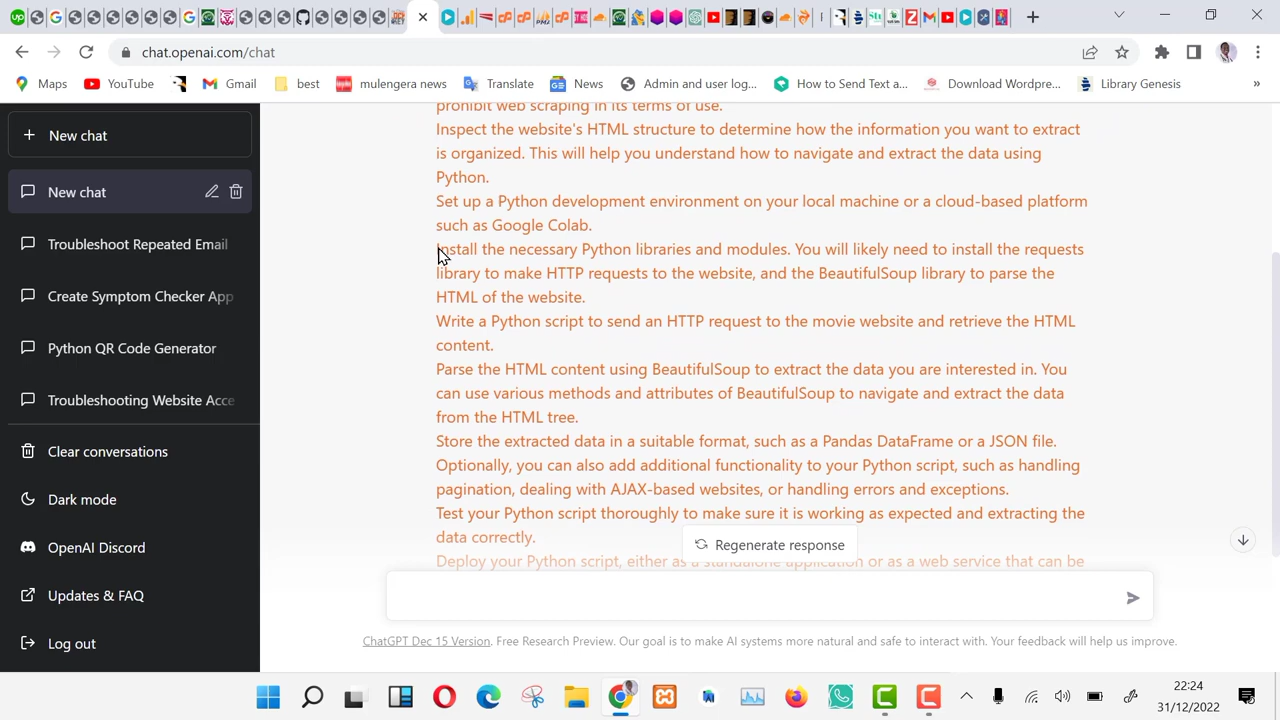 chat.openai.com/chat
Maps
YouTube
Gmail
best
mulengera news
Translate
News
Admin and user log...
How to Send Text a...
Download Wordpre...
Library Genesis
»
New chat
New chat
Troubleshoot Repeated Email
Create Symptom Checker App
Python QR Code Generator
Troubleshooting Website Acce
Clear conversations
Dark mode
OpenAI Discord
Updates & FAQ
Log out
prohibit web scraping in its terms of use.
Inspect the website's HTML structure to determine how the information you want to extract
is organized. This will help you understand how to navigate and extract the data using
Python.
Set up a Python development environment on your local machine or a cloud-based platform
such as Google Colab.
Install the necessary Python libraries and modules. You will likely need to install the requests
library to make HTTP requests to the website, and the BeautifulSoup library to parse the
HTML of the website.
Write a Python script to send an HTTP request to the movie website and retrieve the HTML
content.
Parse the HTML content using BeautifulSoup to extract the data you are interested in. You
can use various methods and attributes of BeautifulSoup to navigate and extract the data
from the HTML tree.
Store the extracted data in a suitable format, such as a Pandas DataFrame or a JSON file.
Optionally, you can also add additional functionality to your Python script, such as handling
pagination, dealing with AJAX-based websites, or handling errors and exceptions.
Test your Python script thoroughly to make sure it is working as expected and extracting the
data correctly.
Deploy your Python script, either as a standalone application or as a web service that can be
Regenerate response
ChatGPT Dec 15 Version. Free Research Preview. Our goal is to make AI systems more natural and safe to interact with. Your feedback will help us improve.
22:24
31/12/2022